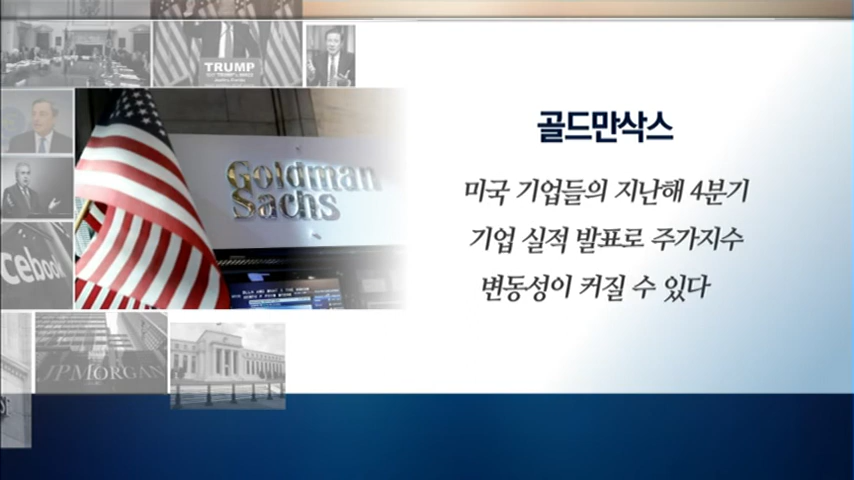 TRUMP
골드만삭스
Goldman
Sachs
미국 기업들의 지난해 4분기
기업 실적 발표로 주가지수
변동성이 커질 수 있다
cebook
JPMORGAN